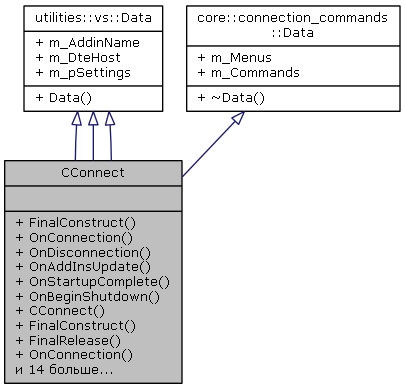 utilities::vs::Data
+ m_AddinName
+ m_DteHost
+ m_pSettings
+ Data()
core::connection_commands
::Data
+ m_Menus
+ m_Commands
+ ~Data()
CConnect
+ FinalConstruct()
+ OnConnection()
+ OnDisconnection()
+ OnAddInsUpdate()
+ OnStartupComplete()
+ OnBeginShutdown()
+ CConnect()
+ FinalConstruct()
+ FinalRelease()
+ OnConnection()
и 14 больше...